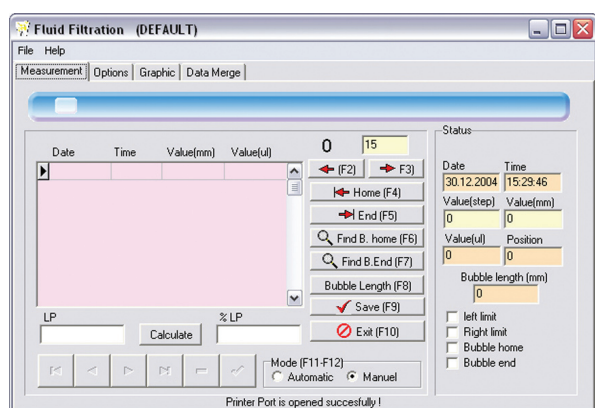 Fluid Filtration (DEFAULT)
File Help
Measurement Options Graphic Data Merge
Date Time Value(mm) Value(ul)
0 15
(F2) F3)
Home (F4)
End (F5)
Find B. home (F6)
Find B.End (F7)
Bubble Length (F8)
Save (F9)
Exit (F10)
LP
Calculate
% LP
Mode (F11-F12)
Automatic Manuel
Status
Date Time
30.12.2004 15:29:46
Value(step) Value(mm)
0 0
Value(ul) Position
0 0
Bubble length (mm)
0
left limit
Right limit
Bubble home
Bubble end
Printer Port is opened succesfully !